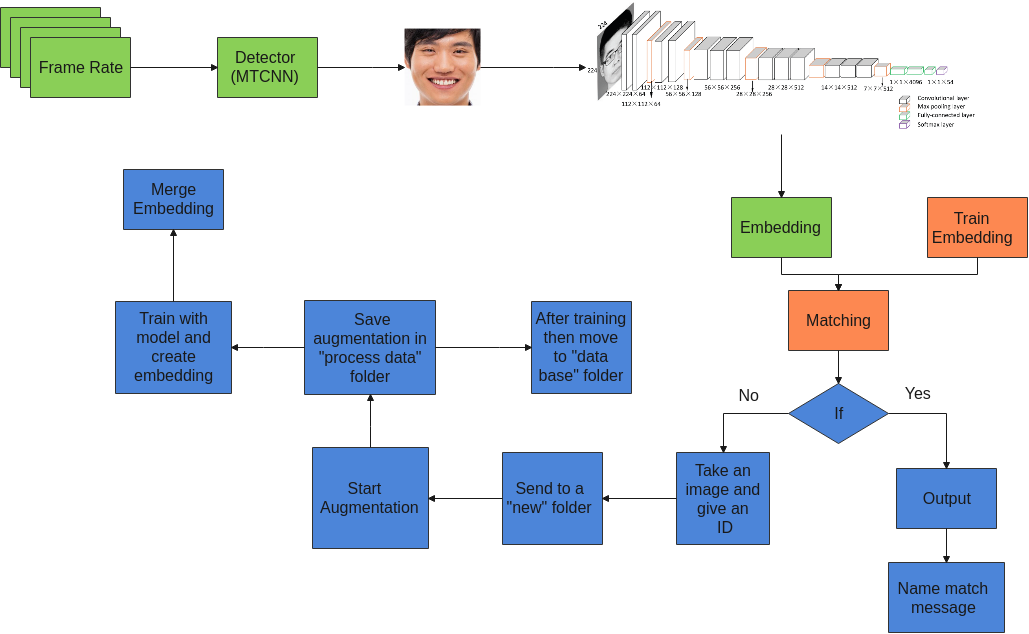 Frame Rate
Detector
(MTCNN)
224
224
224×224×64
112×112×64
112×112×128
56×56×128
56×56×256
28×28×256
28×28×512
14×14×512
7×7×512
1×1×4096
1×1×54
Convolutional layer
Max pooling layer
Fully-connected layer
Softmax layer
Merge
Embedding
Embedding
Train
Embedding
Matching
Train with
model and
create
embedding
Save
augmentation in
"process data"
folder
After training
then move
to "data
base" folder
No
If
Yes
Start
Augmentation
Send to a
"new" folder
Take an
image and
give an
ID
Output
Name match
message